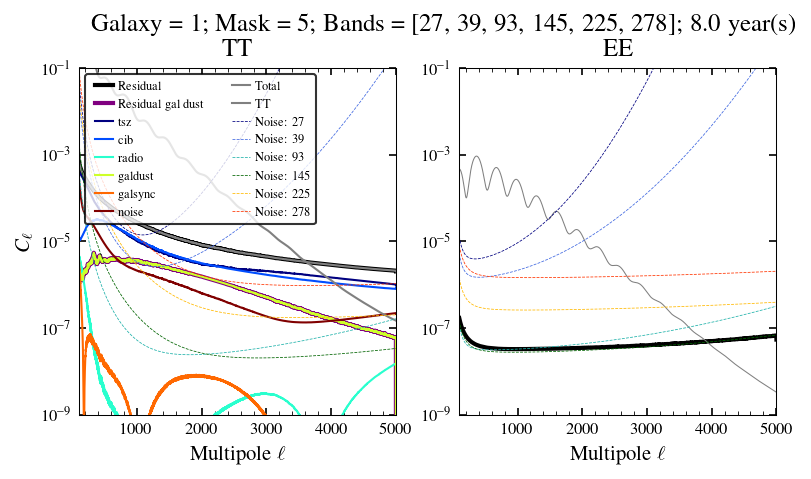 Galaxy = 1; Mask = 5; Bands = [27, 39, 93, 145, 225, 278]; 8.0 year(s)
TT
EE
Residual
Residual gal dust
tsz
cib
radio
galdust
galsync
noise
Total
TT
Noise: 27
Noise: 39
Noise: 93
Noise: 145
Noise: 225
Noise: 278
10⁻¹
10⁻³
10⁻⁵
10⁻⁷
10⁻⁹
C_ℓ
1000 2000 3000 4000 5000
Multipole ℓ
10⁻¹
10⁻³
10⁻⁵
10⁻⁷
10⁻⁹
1000 2000 3000 4000 5000
Multipole ℓ